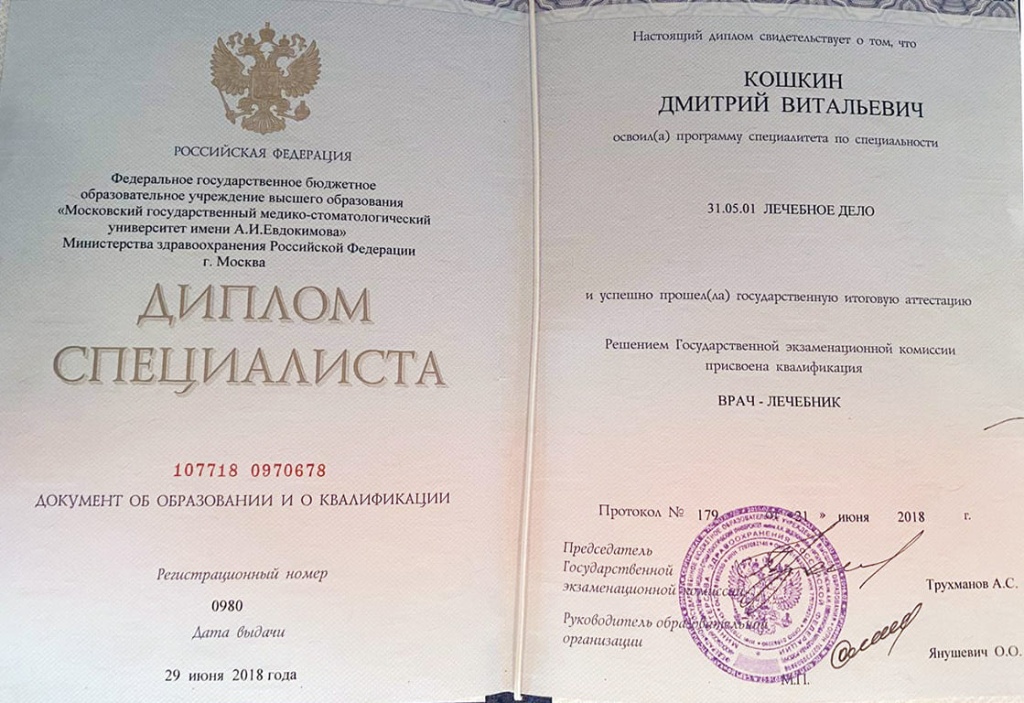 РОССИЙСКАЯ ФЕДЕРАЦИЯ
Федеральное государственное бюджетное
образовательное учреждение высшего образования
«Московский государственный медико-стоматологический
университет имени А.И.Евдокимова»
Министерства здравоохранения Российской Федерации
г. Москва
ДИПЛОМ
СПЕЦИАЛИСТА
107718 0970678
ДОКУМЕНТ ОБ ОБРАЗОВАНИИ И О КВАЛИФИКАЦИИ
Регистрационный номер
0980
Дата выдачи
29 июня 2018 года
Настоящий диплом свидетельствует о том, что
КОШКИН
ДМИТРИЙ ВИТАЛЬЕВИЧ
освоил(а) программу специалитета по специальности
31.05.01 ЛЕЧЕБНОЕ ДЕЛО
и успешно прошел(ла) государственную итоговую аттестацию
Решением Государственной экзаменационной комиссии
присвоена квалификация
ВРАЧ - ЛЕЧЕБНИК
Протокол № 179 от « 21 » июня 2018 г.
Председатель
Государственной
экзаменационной комиссии
Трухманов А.С.
Руководитель образовательной
организации
Янушевич О.О.
М.П.